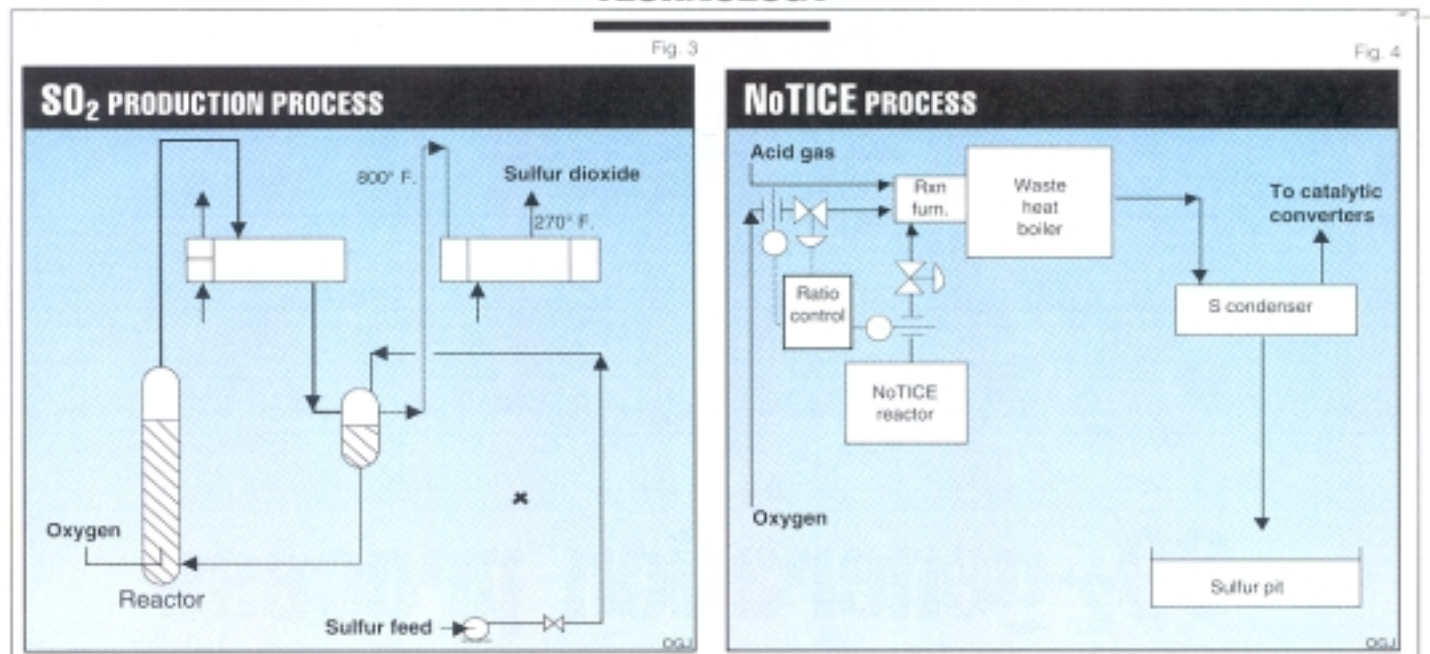 Fig. 3
SO₂ PRODUCTION PROCESS
800° F.
Sulfur dioxide
270° F.
Oxygen
Reactor
Sulfur feed
OGJ
Fig. 4
NoTICE PROCESS
Acid gas
Rxn
furn.
Waste
heat
boiler
To catalytic
converters
Ratio
control
S condenser
NoTICE
reactor
Oxygen
Sulfur pit
OGJ